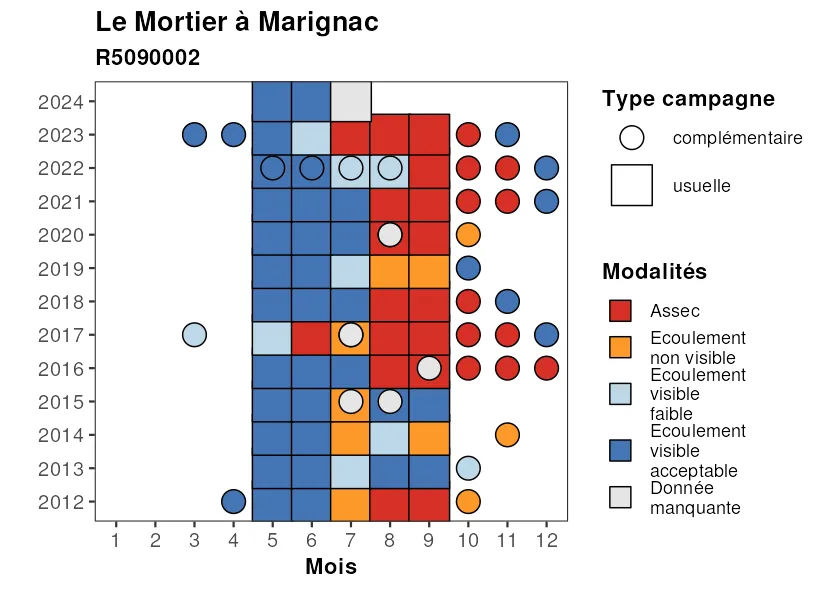 Le Mortier à Marignac
R5090002
2024
2023
2022
2021
2020
2019
2018
2017
2016
2015
2014
2013
2012
1 2 3 4 5 6 7 8 9 10 11 12
Mois
Type campagne
complémentaire
usuelle
Modalités
Assec
Ecoulement
non visible
Ecoulement
visible
faible
Ecoulement
visible
acceptable
Donnée
manquante